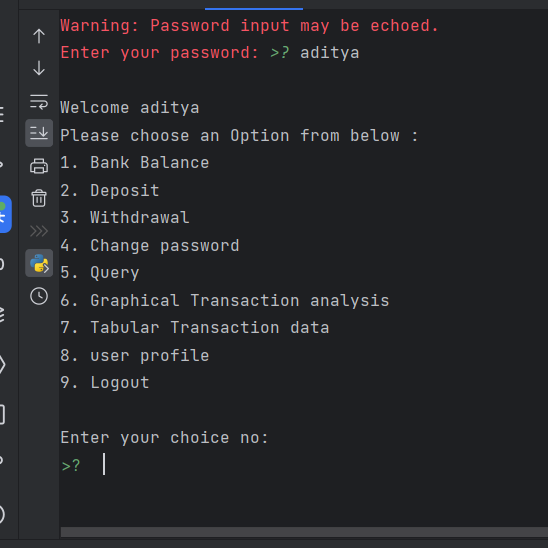 Warning: Password input may be echoed.
Enter your password: >? aditya
Welcome aditya
Please choose an Option from below :
1. Bank Balance
2. Deposit
3. Withdrawal
4. Change password
5. Query
6. Graphical Transaction analysis
7. Tabular Transaction data
8. user profile
9. Logout
Enter your choice no:
>?